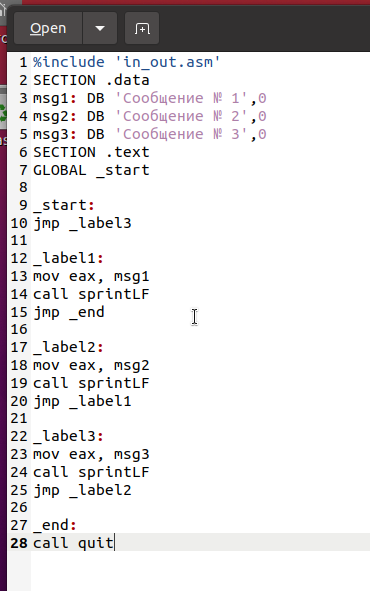 Open
1 %include 'in_out.asm'
2 SECTION .data
3 msg1: DB 'Сообщение № 1',0
4 msg2: DB 'Сообщение № 2',0
5 msg3: DB 'Сообщение № 3',0
6 SECTION .text
7 GLOBAL _start
8
9 _start:
10 jmp _label3
11
12 _label1:
13 mov eax, msg1
14 call sprintLF
15 jmp _end
16
17 _label2:
18 mov eax, msg2
19 call sprintLF
20 jmp _label1
21
22 _label3:
23 mov eax, msg3
24 call sprintLF
25 jmp _label2
26
27 _end:
28 call quit